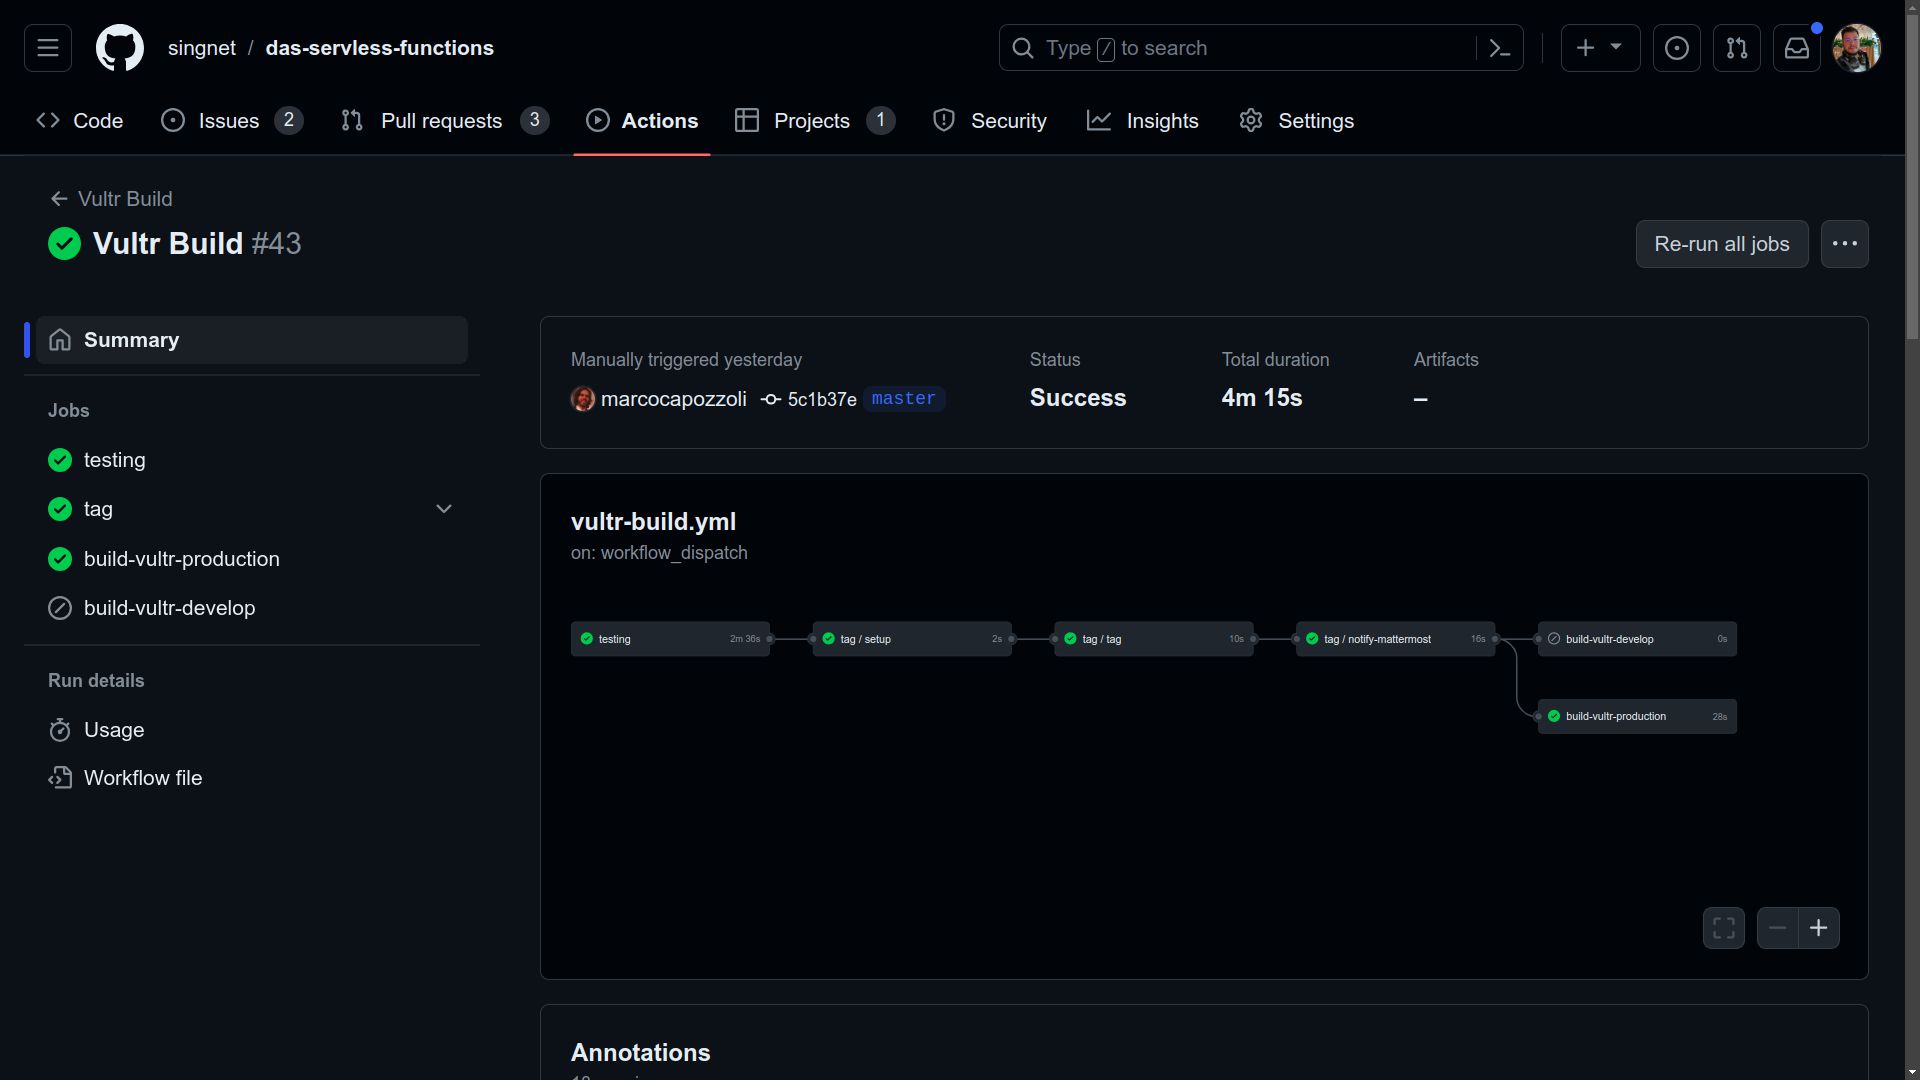 singnet / das-servless-functions
Type / to search
Code
Issues 2
Pull requests 3
Actions
Projects 1
Security
Insights
Settings
Vultr Build
Vultr Build #43
Re-run all jobs
Summary
Jobs
testing
tag
build-vultr-production
build-vultr-develop
Run details
Usage
Workflow file
Manually triggered yesterday
marcocapozzoli 5c1b37e master
Status
Success
Total duration
4m 15s
Artifacts
–
vultr-build.yml
on: workflow_dispatch
testing 2m 36s
tag / setup 2s
tag / tag 10s
tag / notify-mattermost 16s
build-vultr-develop 0s
build-vultr-production 28s
Annotations